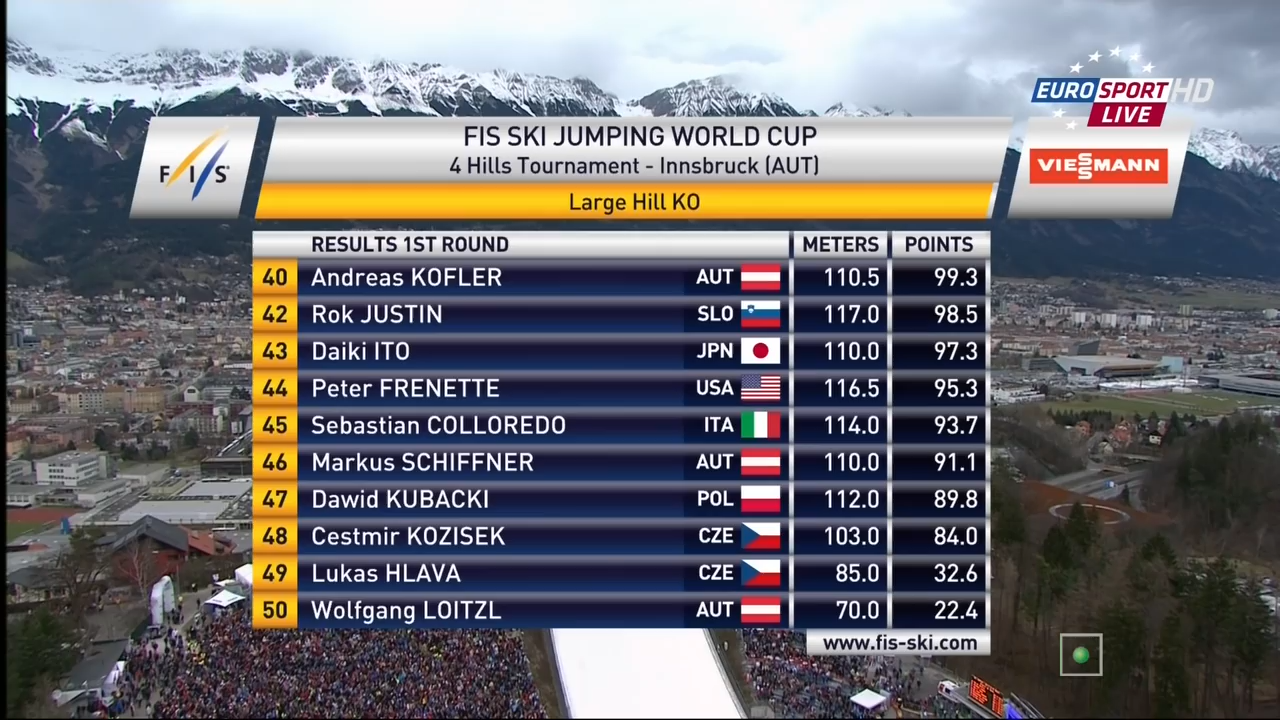 EUROSPORT HD
LIVE
FIS
FIS SKI JUMPING WORLD CUP
4 Hills Tournament - Innsbruck (AUT)
VIESSMANN
Large Hill KO
RESULTS 1ST ROUND METERS POINTS
40 Andreas KOFLER AUT 110.5 99.3
42 Rok JUSTIN SLO 117.0 98.5
43 Daiki ITO JPN 110.0 97.3
44 Peter FRENETTE USA 116.5 95.3
45 Sebastian COLLOREDO ITA 114.0 93.7
46 Markus SCHIFFNER AUT 110.0 91.1
47 Dawid KUBACKI POL 112.0 89.8
48 Cestmir KOZISEK CZE 103.0 84.0
49 Lukas HLAVA CZE 85.0 32.6
50 Wolfgang LOITZL AUT 70.0 22.4
www.fis-ski.com